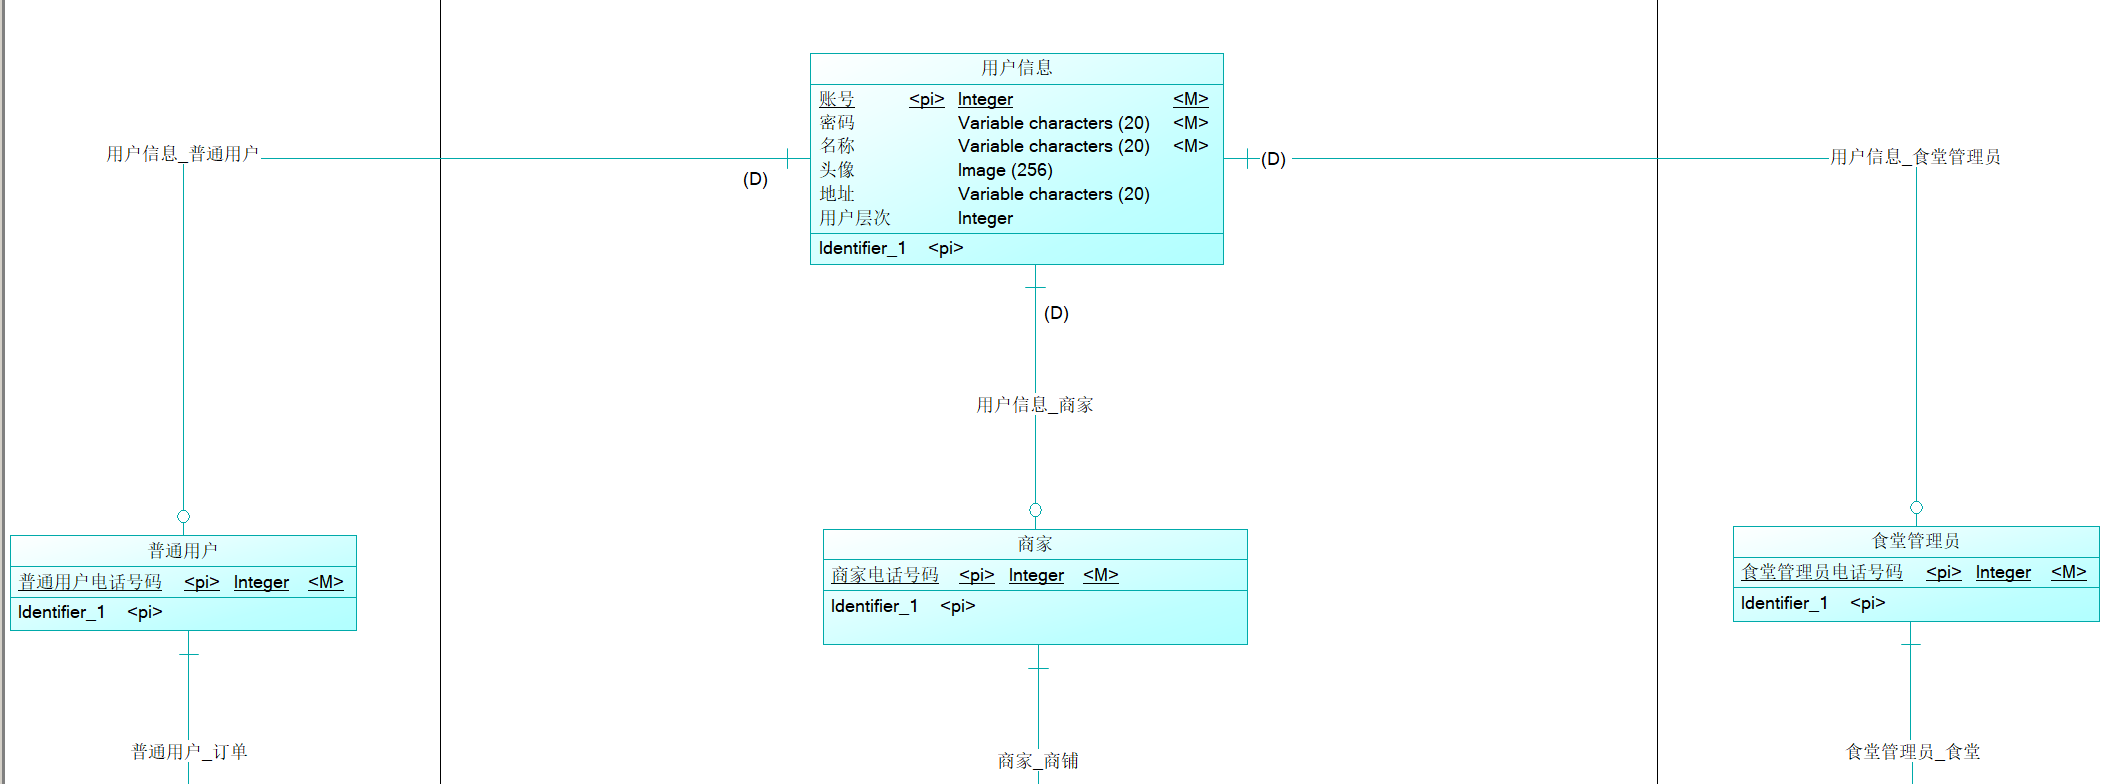 用户信息
账号 <pi> Integer <M>
密码 Variable characters (20) <M>
名称 Variable characters (20) <M>
头像 Image (256)
地址 Variable characters (20)
用户层次 Integer
Identifier_1 <pi>
用户信息_普通用户
(D)
(D)
用户信息_食堂管理员
(D)
用户信息_商家
普通用户
普通用户电话号码 <pi> Integer <M>
Identifier_1 <pi>
商家
商家电话号码 <pi> Integer <M>
Identifier_1 <pi>
食堂管理员
食堂管理员电话号码 <pi> Integer <M>
Identifier_1 <pi>
普通用户_订单
商家_商铺
食堂管理员_食堂